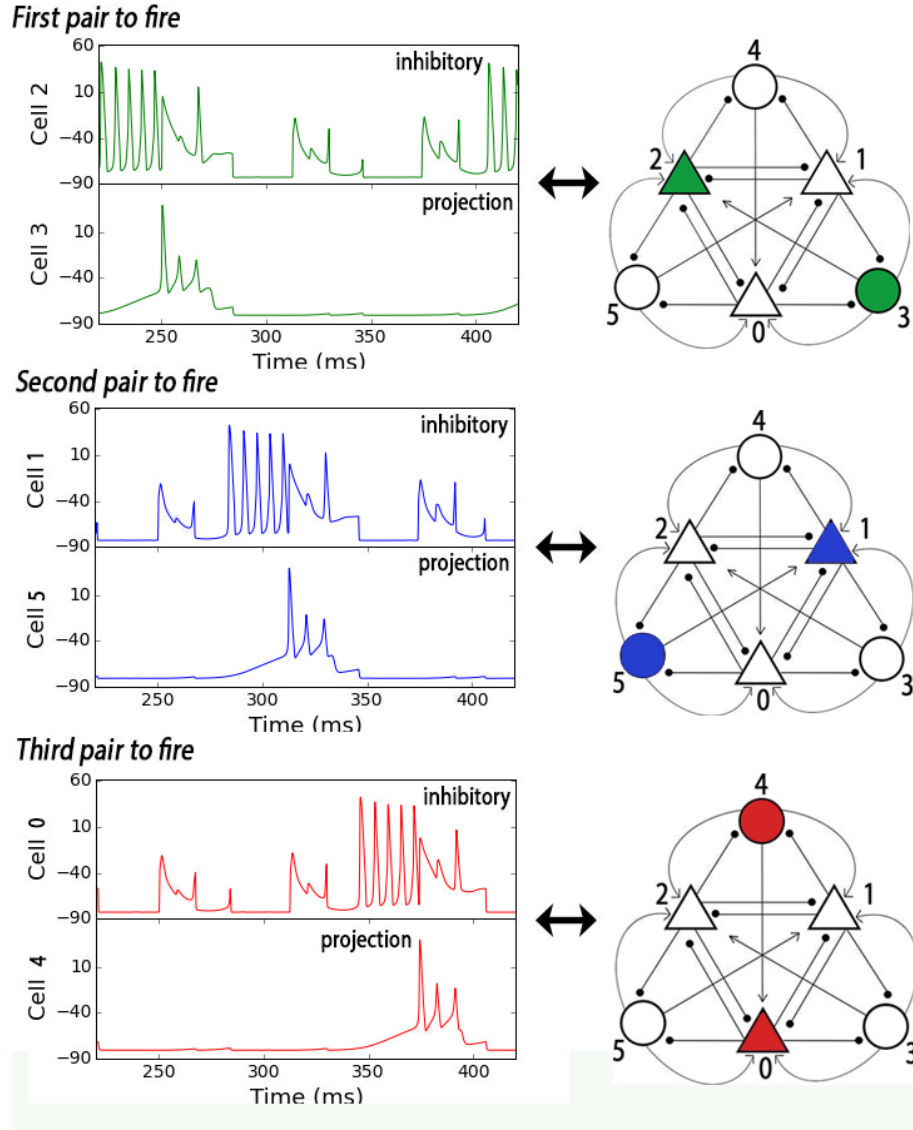 First pair to fire
60
10
−40
−90
Cell 2
inhibitory
10
−40
−90
Cell 3
projection
250
300
350
400
Time (ms)
4
2
1
5
0
3
Second pair to fire
60
10
−40
−90
Cell 1
inhibitory
10
−40
−90
Cell 5
projection
250
300
350
400
Time (ms)
4
2
1
5
0
3
Third pair to fire
60
10
−40
−90
Cell 0
inhibitory
10
−40
−90
Cell 4
projection
250
300
350
400
Time (ms)
4
2
1
5
0
3